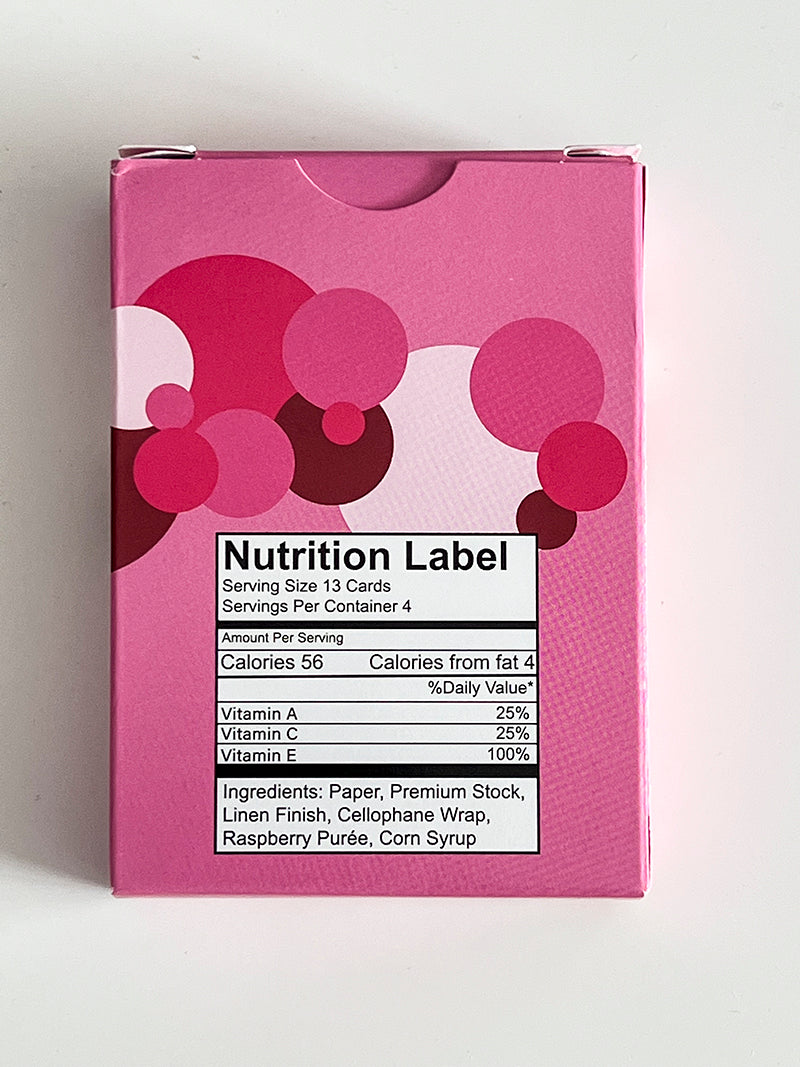 Nutrition Label
Serving Size 13 Cards
Servings Per Container 4
Amount Per Serving
Calories 56 Calories from fat 4
%Daily Value*
Vitamin A 25%
Vitamin C 25%
Vitamin E 100%
Ingredients: Paper, Premium Stock,
Linen Finish, Cellophane Wrap,
Raspberry Purée, Corn Syrup